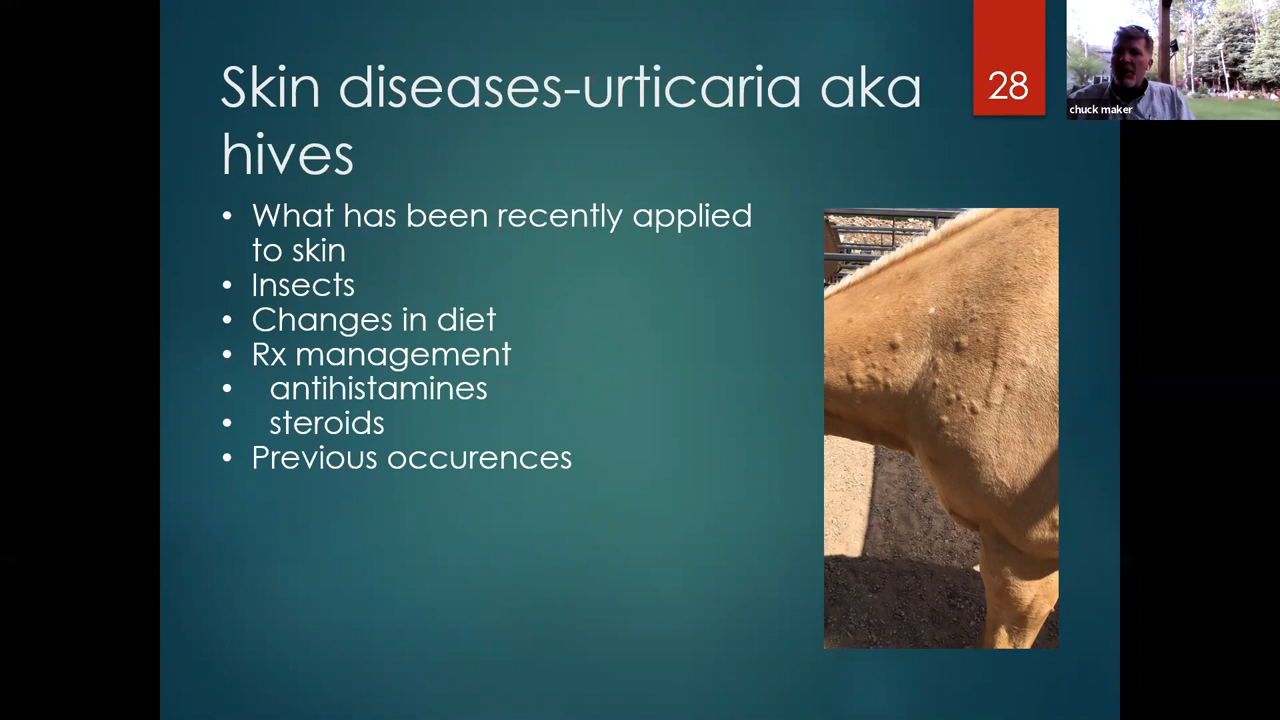 Skin diseases-urticaria aka
hives
28
chuck maker
• What has been recently applied
to skin
• Insects
• Changes in diet
• Rx management
• antihistamines
• steroids
• Previous occurences